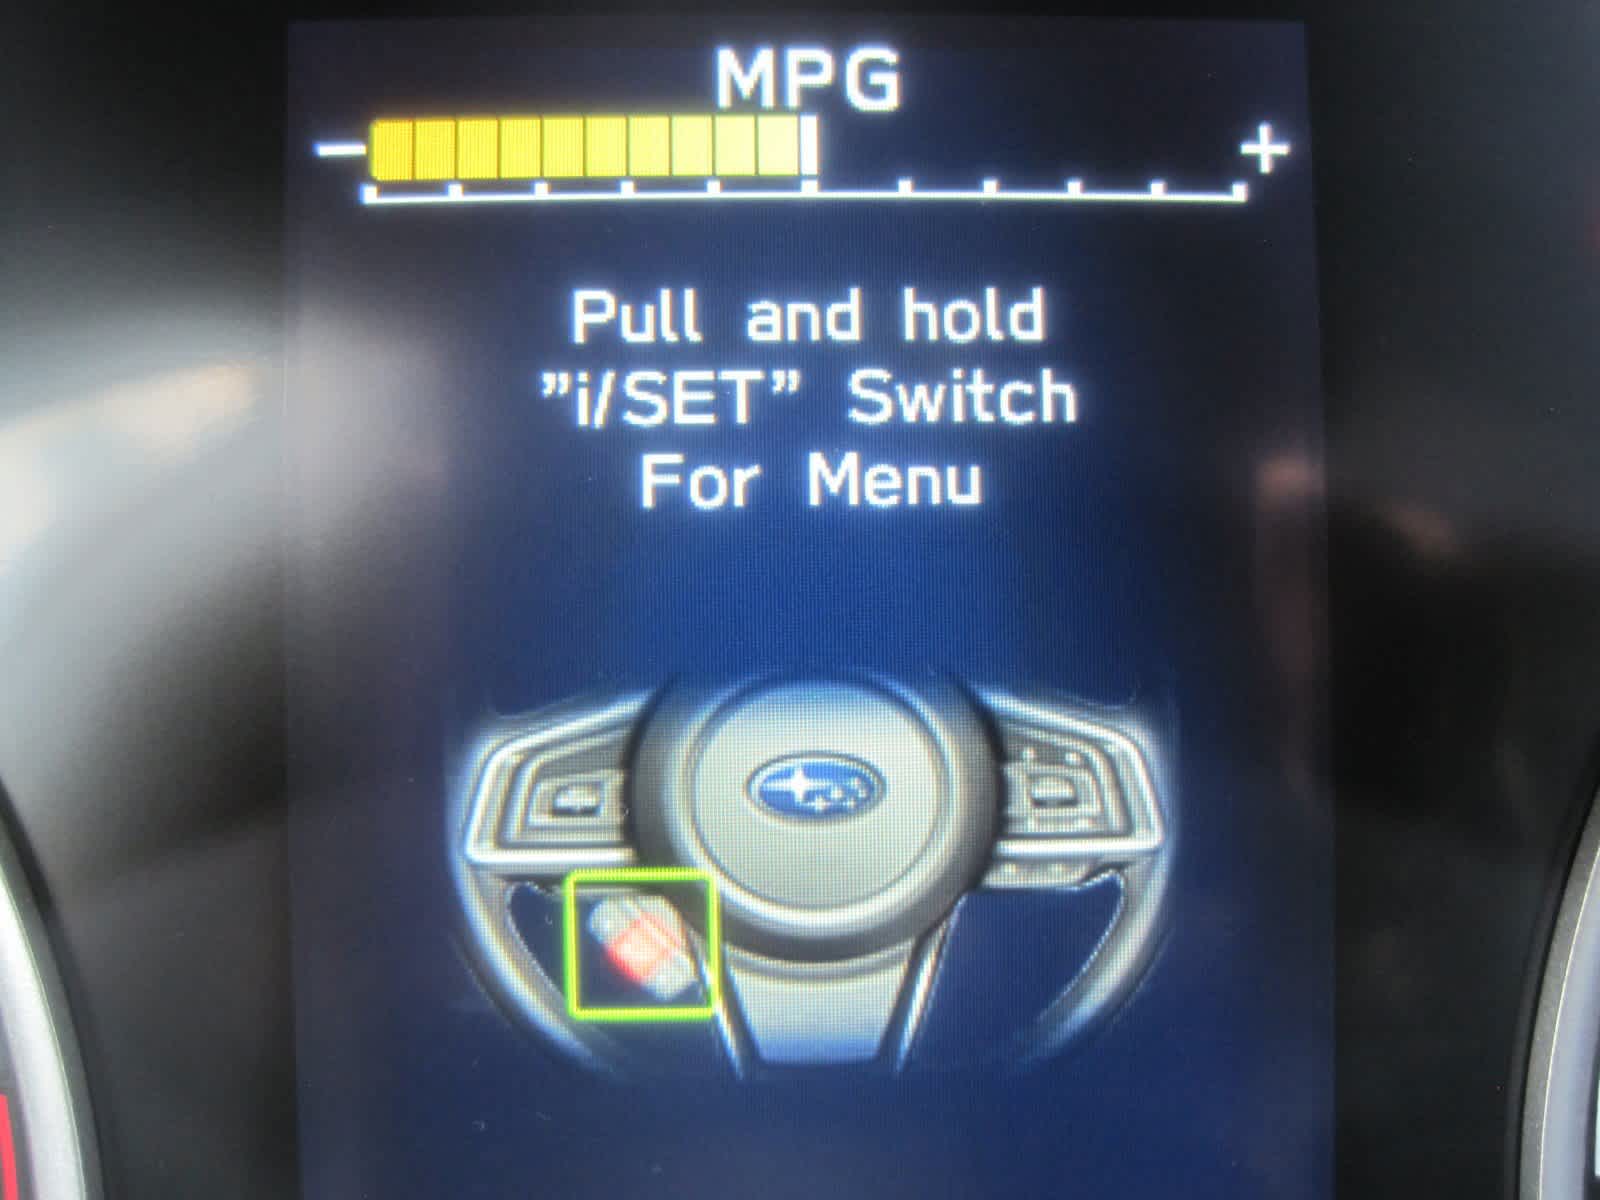 MPG
− +
Pull and hold
”i/SET” Switch
For Menu